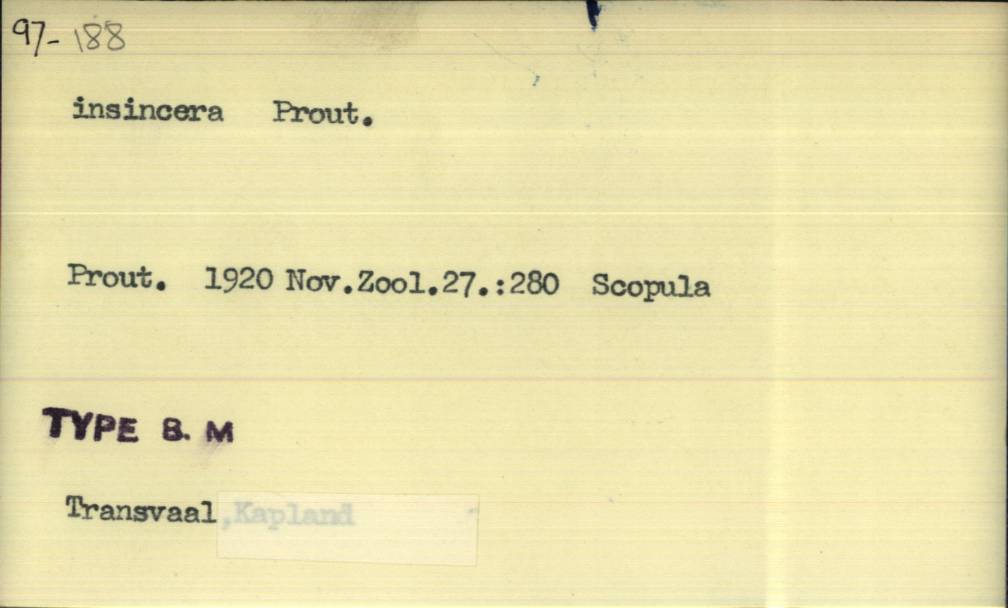 97-188
insincera Prout.
Prout. 1920 Nov.Zool.27.:280 Scopula
TYPE B. M
Transvaal,Kapland